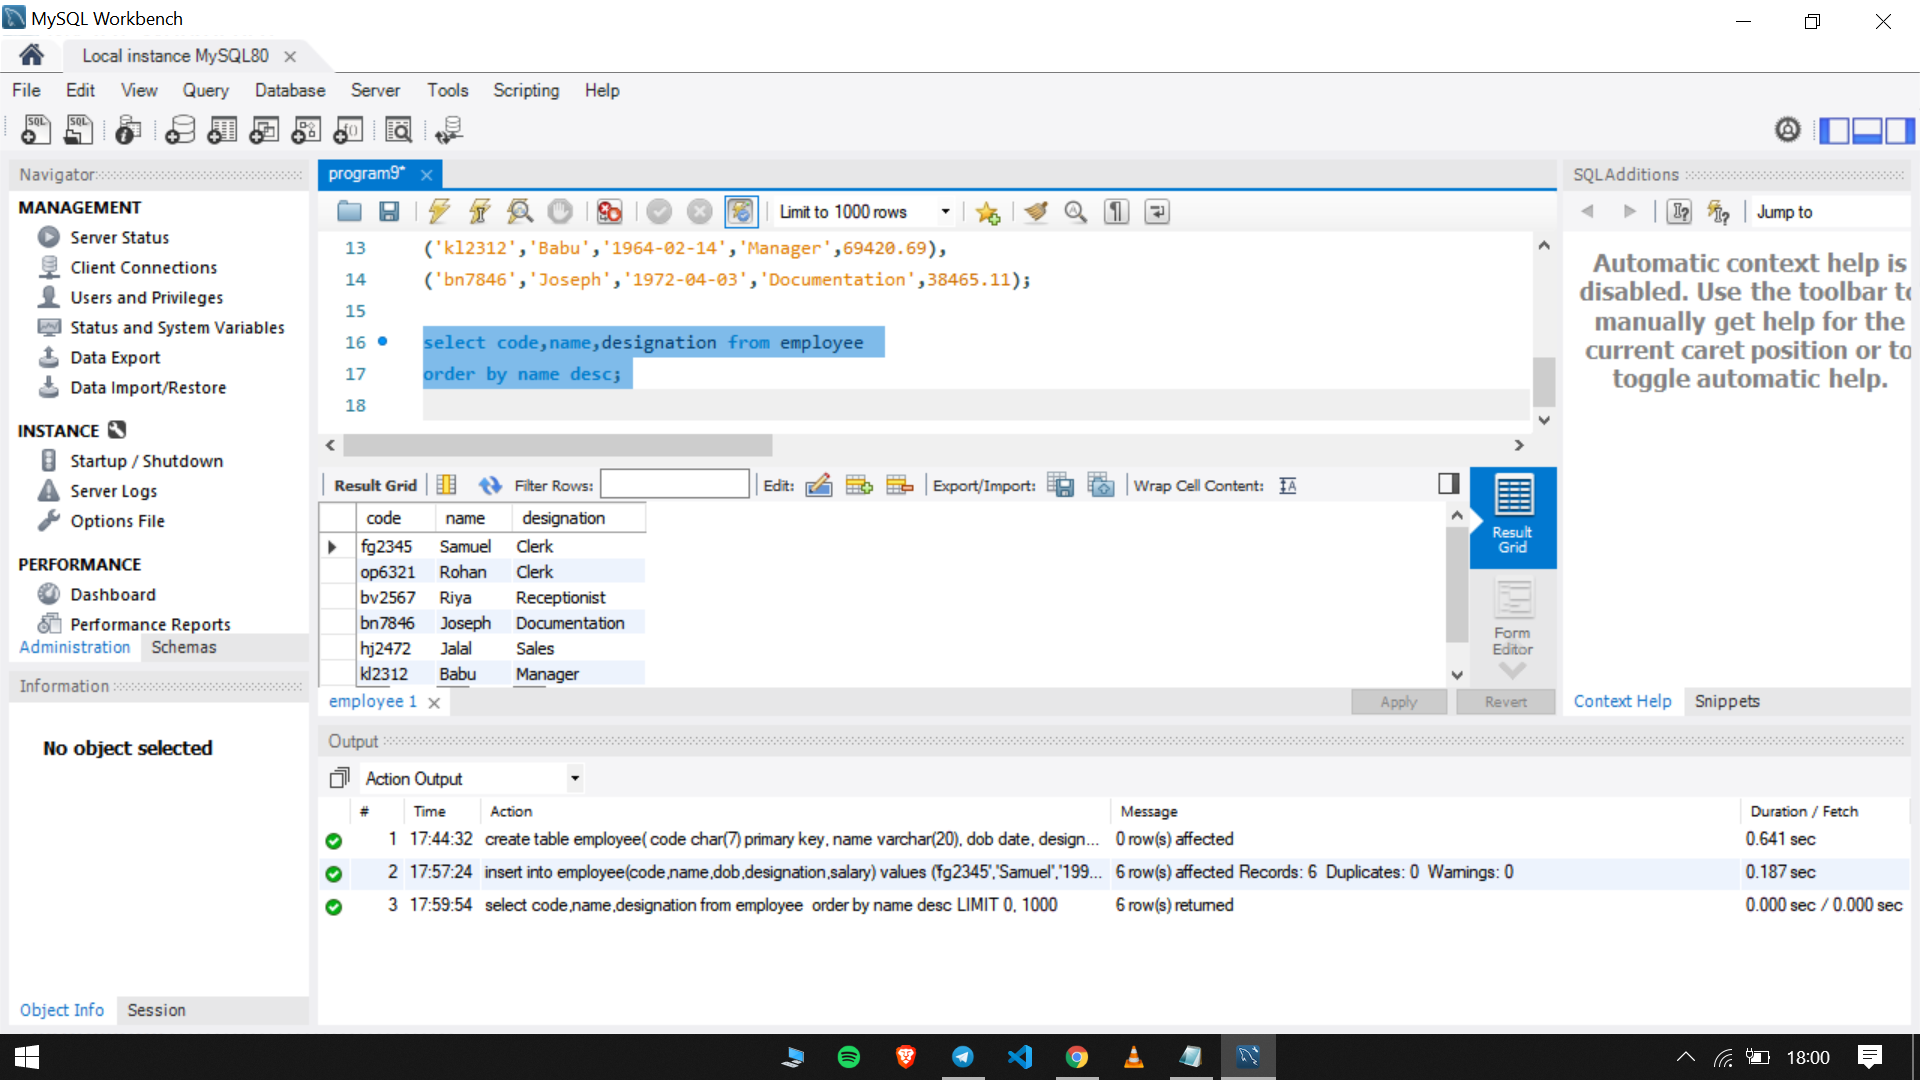 MySQL Workbench
Local instance MySQL80
File Edit View Query Database Server Tools Scripting Help
Navigator
MANAGEMENT
Server Status
Client Connections
Users and Privileges
Status and System Variables
Data Export
Data Import/Restore
INSTANCE
Startup / Shutdown
Server Logs
Options File
PERFORMANCE
Dashboard
Performance Reports
Administration Schemas
Information
No object selected
Object Info Session
program9*
Limit to 1000 rows
13 ('kl2312','Babu','1964-02-14','Manager',69420.69),
14 ('bn7846','Joseph','1972-04-03','Documentation',38465.11);
15
16 select code,name,designation from employee
17 order by name desc;
18
Result Grid Filter Rows: Edit: Export/Import: Wrap Cell Content:
code name designation
fg2345 Samuel Clerk
op6321 Rohan Clerk
bv2567 Riya Receptionist
bn7846 Joseph Documentation
hj2472 Jalal Sales
kl2312 Babu Manager
Result
Grid
Form
Editor
employee 1
Apply Revert
SQLAdditions
Jump to
Automatic context help is
disabled. Use the toolbar to
manually get help for the
current caret position or to
toggle automatic help.
Context Help Snippets
Output
Action Output
# Time Action Message Duration / Fetch
1 17:44:32 create table employee( code char(7) primary key, name varchar(20), dob date, design... 0 row(s) affected 0.641 sec
2 17:57:24 insert into employee(code,name,dob,designation,salary) values ('fg2345','Samuel','199... 6 row(s) affected Records: 6 Duplicates: 0 Warnings: 0 0.187 sec
3 17:59:54 select code,name,designation from employee order by name desc LIMIT 0, 1000 6 row(s) returned 0.000 sec / 0.000 sec
18:00